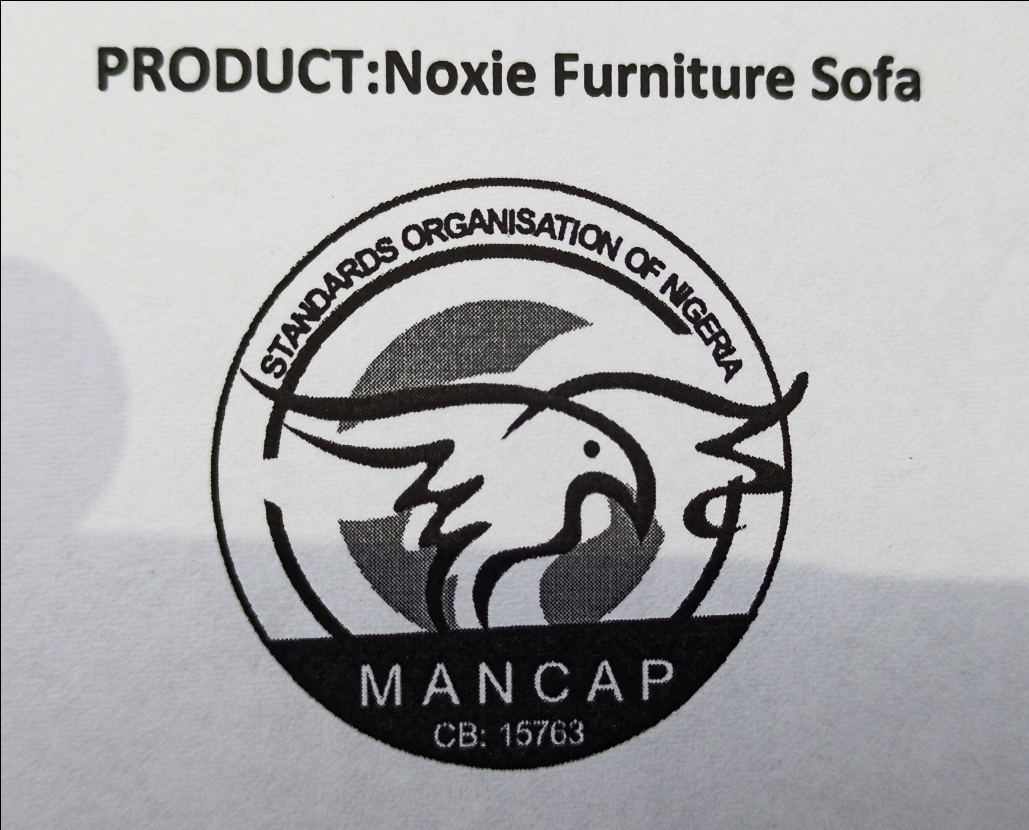 PRODUCT:Noxie Furniture Sofa
STANDARDS ORGANISATION OF NIGERIA
MANCAP
CB: 15763